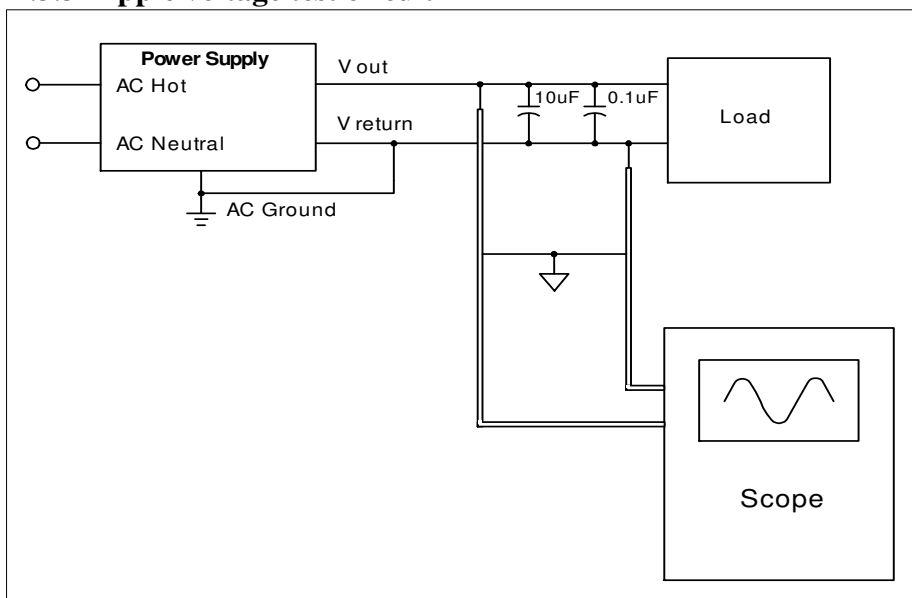 Power Supply
V out
AC Hot
10uF
0.1uF
Load
V return
AC Neutral
AC Ground
Scope